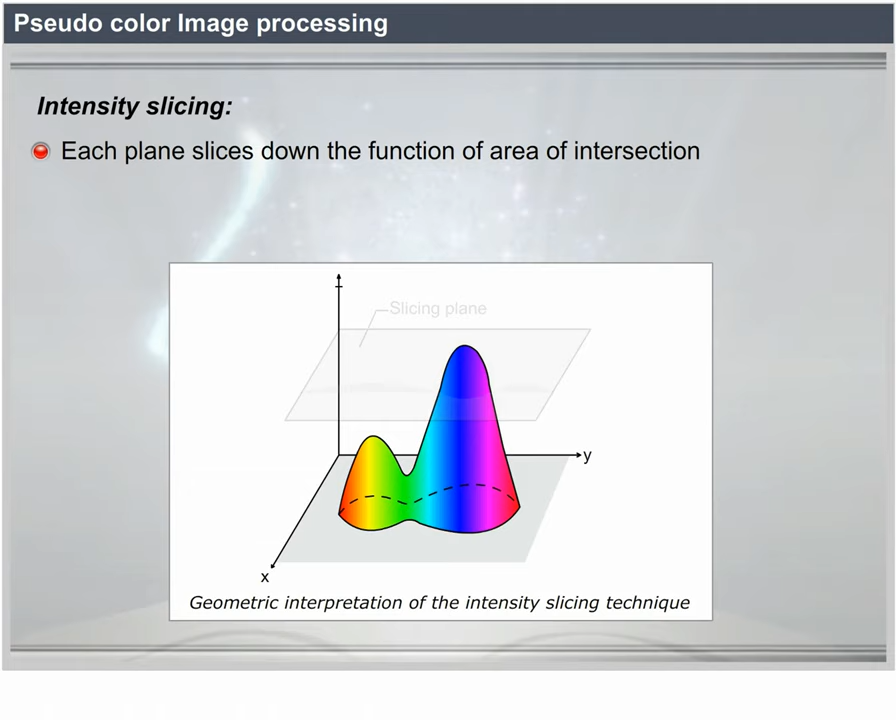 Pseudo color Image processing
Intensity slicing:
Each plane slices down the function of area of intersection
Slicing plane
y
x
Geometric interpretation of the intensity slicing technique